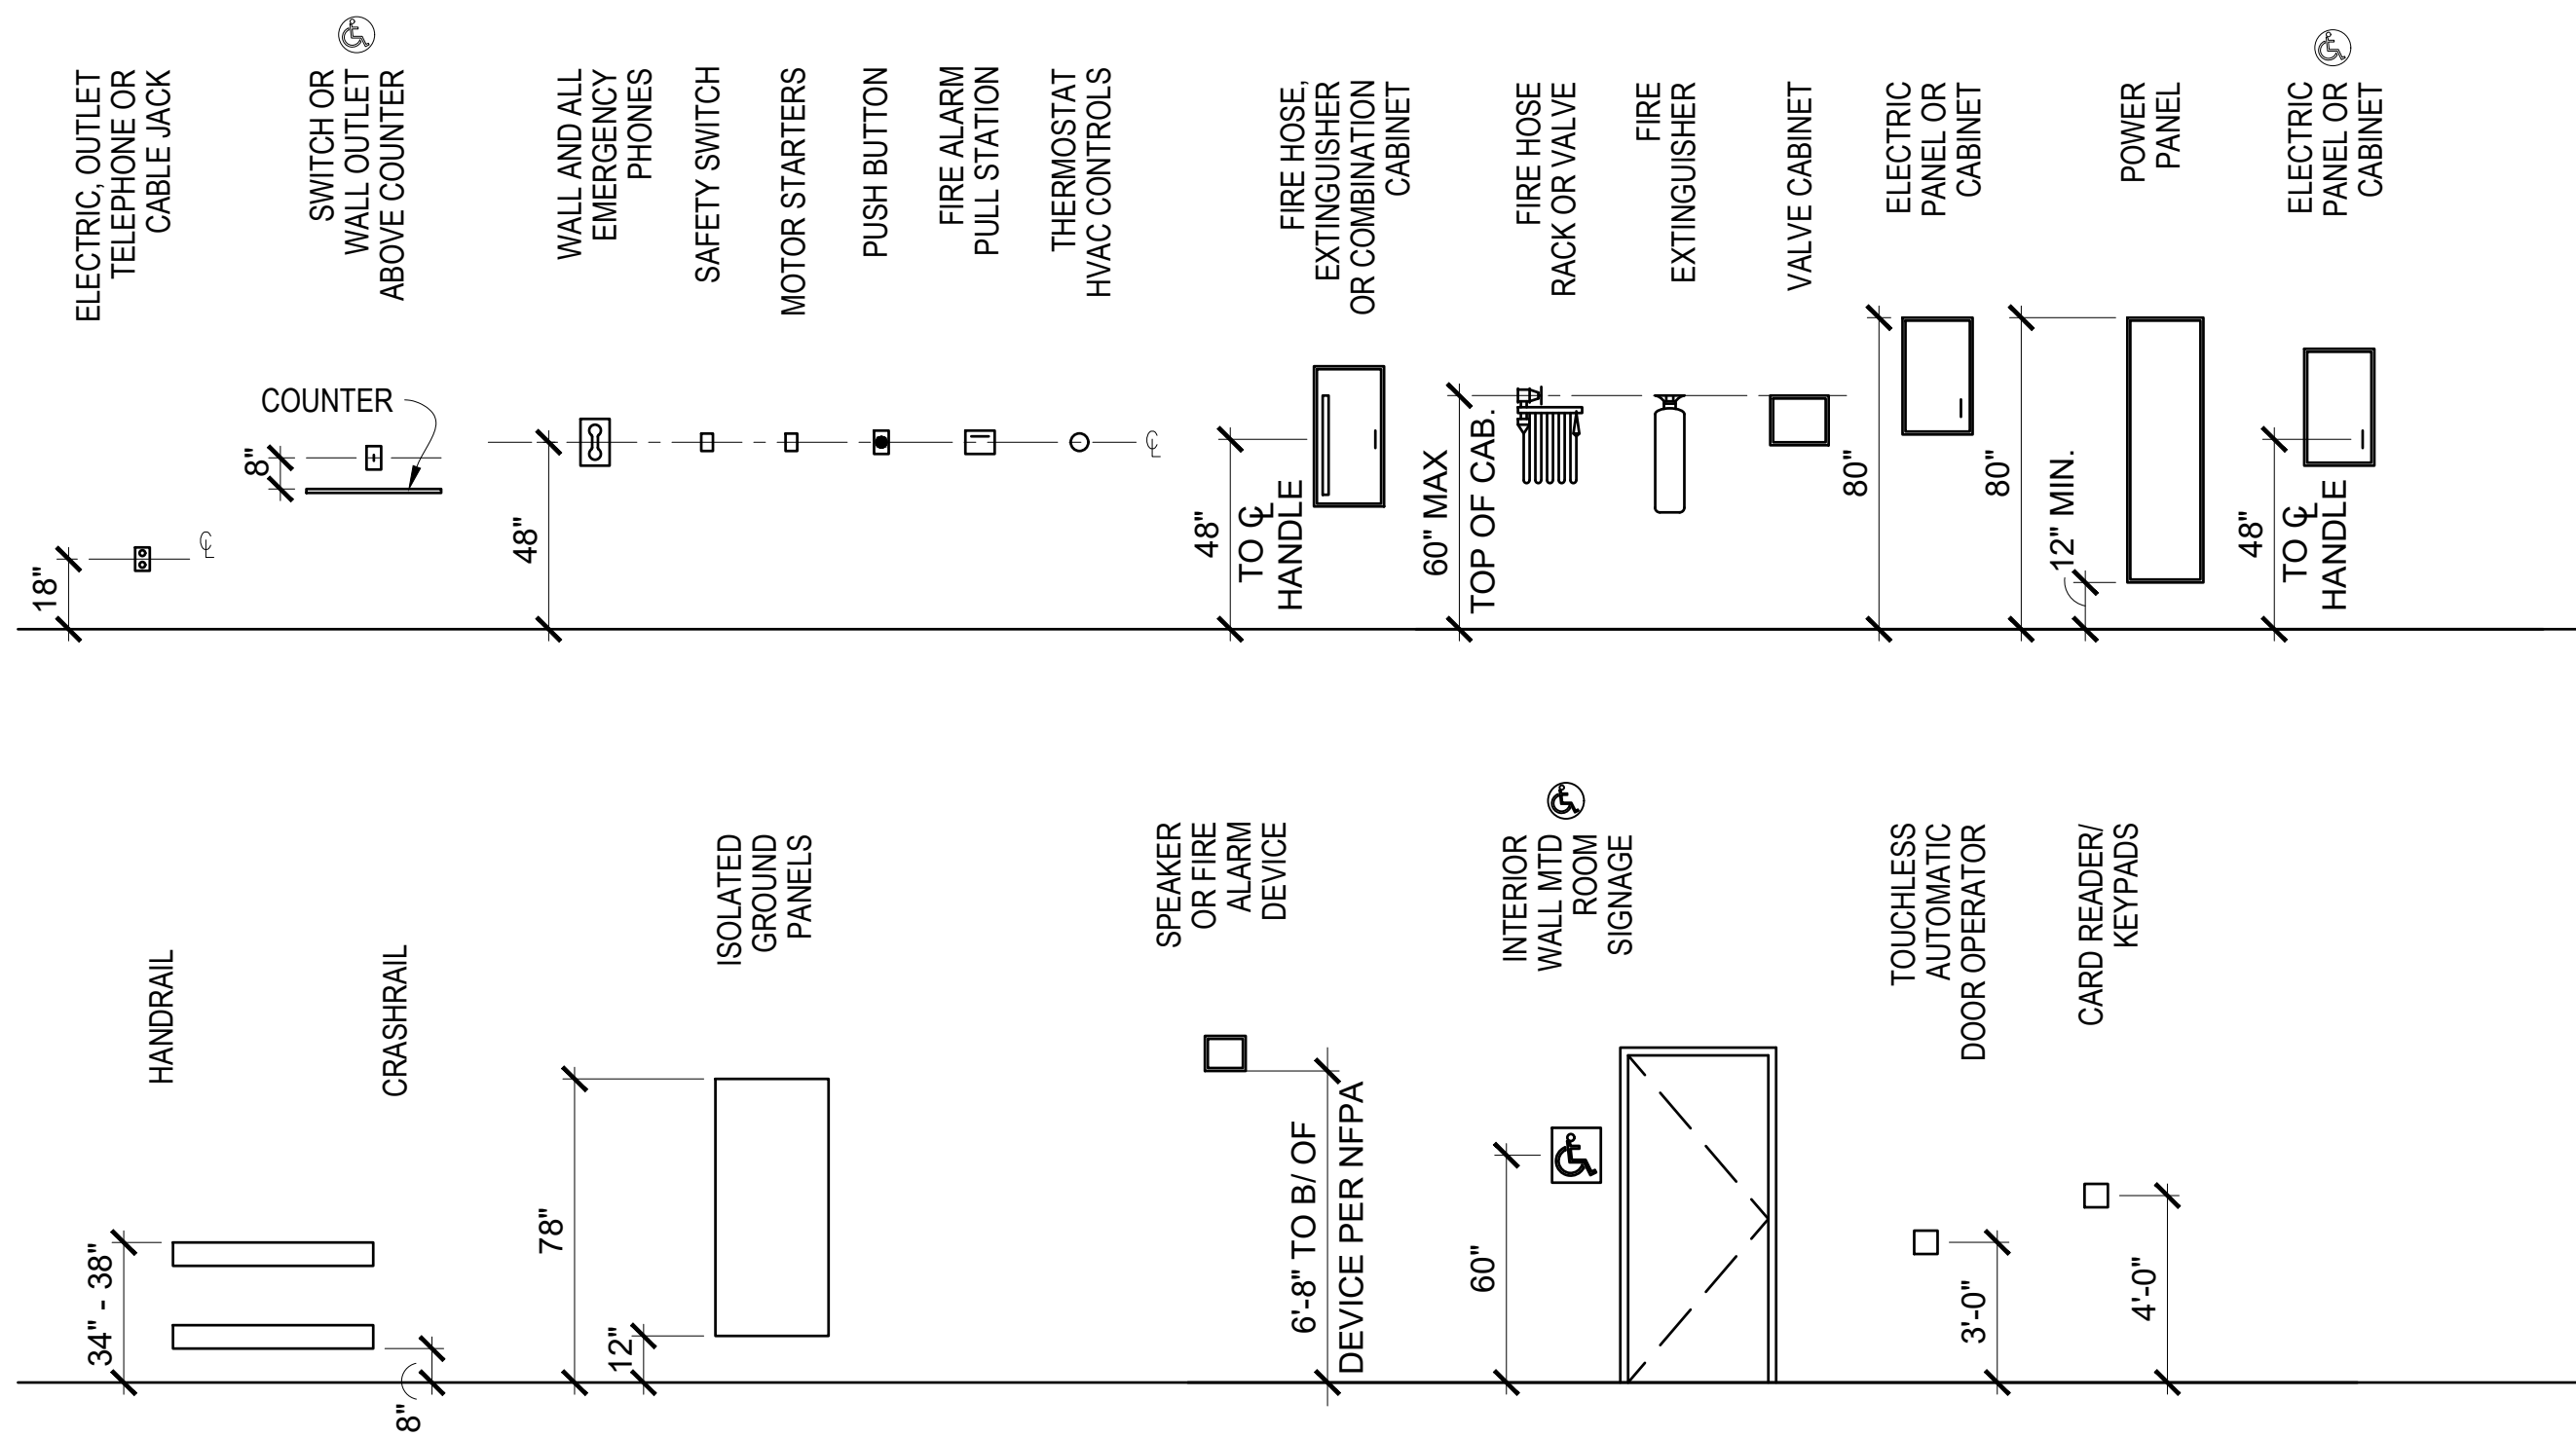 ELECTRIC, OUTLET
TELEPHONE OR
CABLE JACK
SWITCH OR
WALL OUTLET
ABOVE COUNTER
WALL AND ALL
EMERGENCY
PHONES
SAFETY SWITCH
MOTOR STARTERS
PUSH BUTTON
FIRE ALARM
PULL STATION
THERMOSTAT
HVAC CONTROLS
FIRE HOSE,
EXTINGUISHER
OR COMBINATION
CABINET
FIRE HOSE
RACK OR VALVE
FIRE
EXTINGUISHER
VALVE CABINET
ELECTRIC
PANEL OR
CABINET
POWER
PANEL
ELECTRIC
PANEL OR
CABINET
18"
℄
8"
COUNTER
48"
℄
48"
TO ℄
HANDLE
60" MAX
TOP OF CAB.
80"
80"
12" MIN.
48"
TO ℄
HANDLE
HANDRAIL
CRASHRAIL
ISOLATED
GROUND
PANELS
SPEAKER
OR FIRE
ALARM
DEVICE
INTERIOR
WALL MTD
ROOM
SIGNAGE
TOUCHLESS
AUTOMATIC
DOOR OPERATOR
CARD READER/
KEYPADS
34" - 38"
8"
78"
12"
6'-8" TO B/ OF
DEVICE PER NFPA
60"
3'-0"
4'-0"